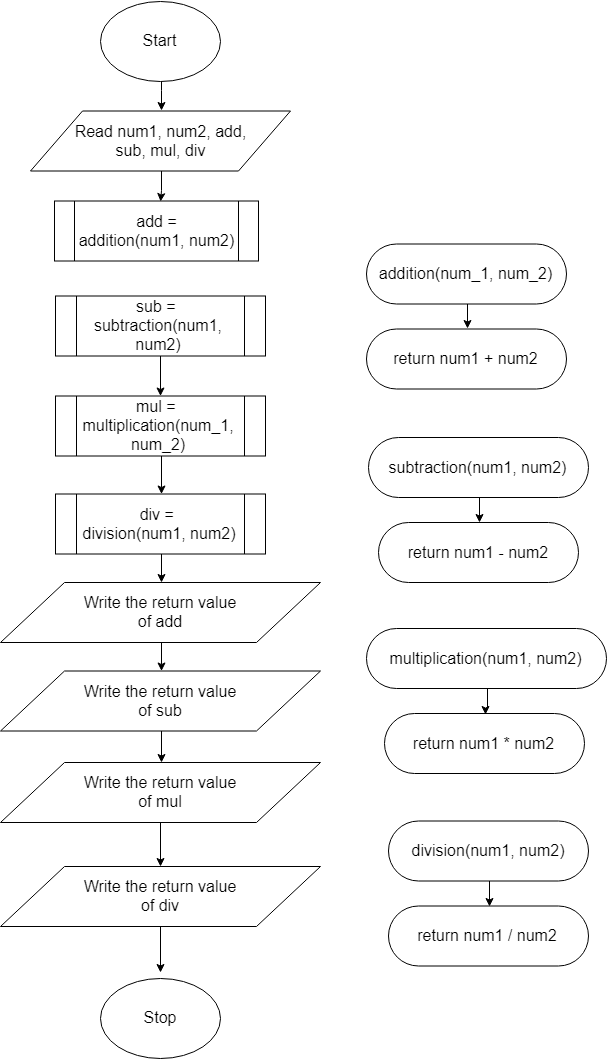 Start
Read num1, num2, add,
sub, mul, div
add =
addition(num1, num2)
sub =
subtraction(num1,
num2)
mul =
multiplication(num_1,
num_2)
div =
division(num1, num2)
Write the return value
of add
Write the return value
of sub
Write the return value
of mul
Write the return value
of div
Stop
addition(num_1, num_2)
return num1 + num2
subtraction(num1, num2)
return num1 - num2
multiplication(num1, num2)
return num1 * num2
division(num1, num2)
return num1 / num2